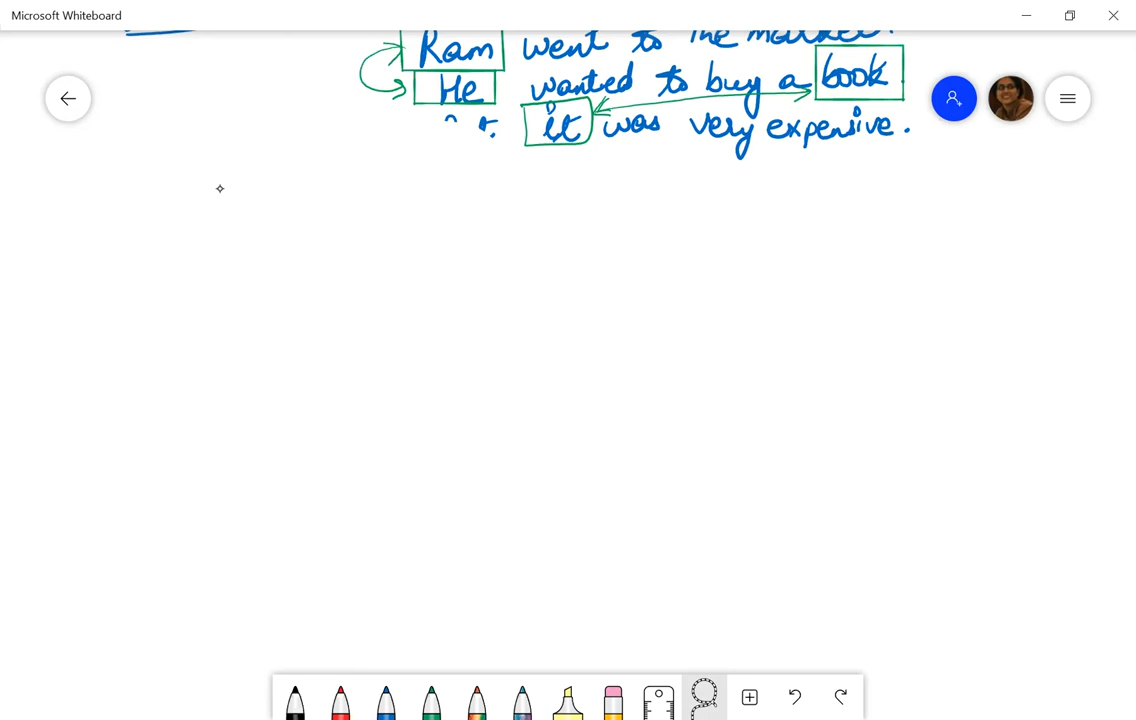 Microsoft Whiteboard
Ram went to the market.
He wanted to buy a book
it was very expensive.